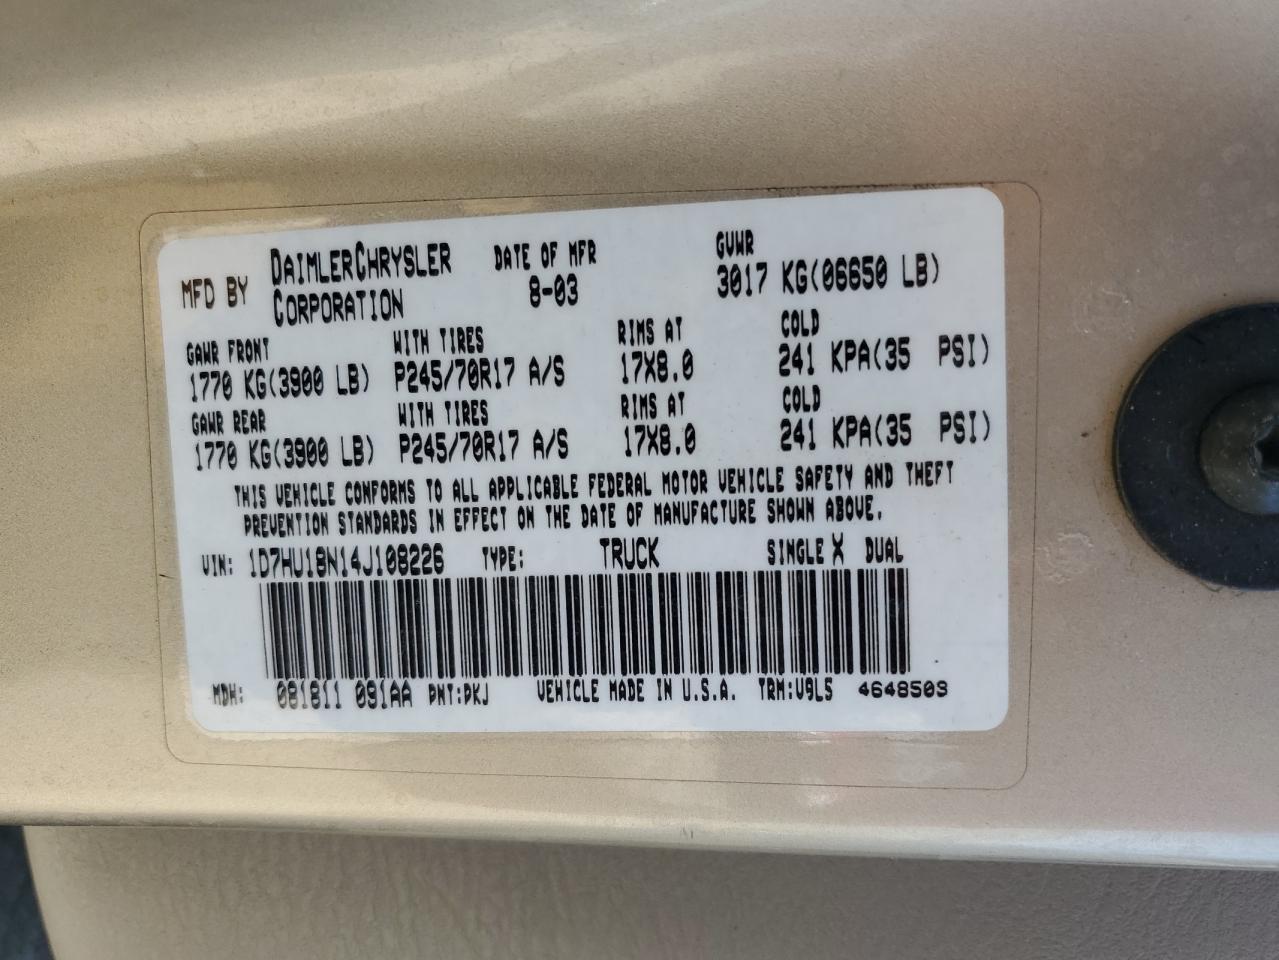 MFD BY DAIMLERCHRYSLER CORPORATION DATE OF MFR 8-03 GVWR 3017 KG(06650 LB)
GAWR FRONT WITH TIRES RIMS AT COLD
1770 KG(3900 LB) P245/70R17 A/S 17X8.0 241 KPA(35 PSI)
GAWR REAR WITH TIRES RIMS AT COLD
1770 KG(3900 LB) P245/70R17 A/S 17X8.0 241 KPA(35 PSI)
THIS VEHICLE CONFORMS TO ALL APPLICABLE FEDERAL MOTOR VEHICLE SAFETY AND THEFT
PREVENTION STANDARDS IN EFFECT ON THE DATE OF MANUFACTURE SHOWN ABOVE.
VIN: 1D7HU18N14J108226 TYPE: TRUCK SINGLE X DUAL
MDH: 081811 091AA PNT:PKJ VEHICLE MADE IN U.S.A. TRM:V9L5 4648503